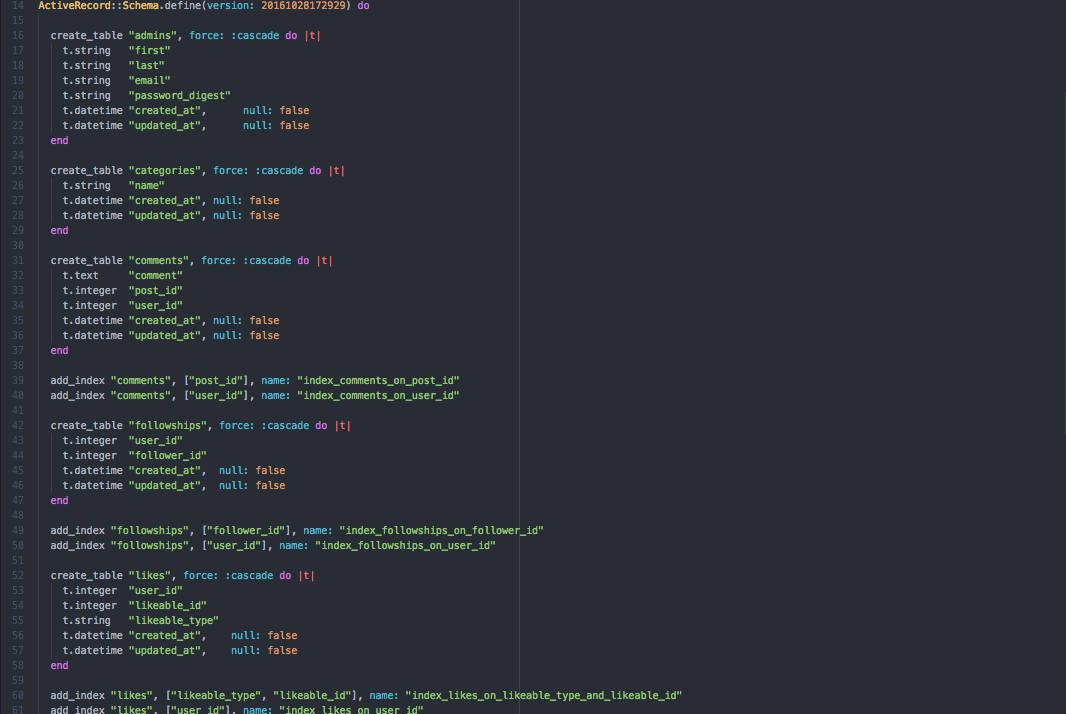 14 ActiveRecord::Schema.define(version: 20161028172929) do
15
16   create_table "admins", force: :cascade do |t|
17     t.string   "first"
18     t.string   "last"
19     t.string   "email"
20     t.string   "password_digest"
21     t.datetime "created_at",      null: false
22     t.datetime "updated_at",      null: false
23   end
24
25   create_table "categories", force: :cascade do |t|
26     t.string   "name"
27     t.datetime "created_at", null: false
28     t.datetime "updated_at", null: false
29   end
30
31   create_table "comments", force: :cascade do |t|
32     t.text     "comment"
33     t.integer  "post_id"
34     t.integer  "user_id"
35     t.datetime "created_at", null: false
36     t.datetime "updated_at", null: false
37   end
38
39   add_index "comments", ["post_id"], name: "index_comments_on_post_id"
40   add_index "comments", ["user_id"], name: "index_comments_on_user_id"
41
42   create_table "followships", force: :cascade do |t|
43     t.integer  "user_id"
44     t.integer  "follower_id"
45     t.datetime "created_at",  null: false
46     t.datetime "updated_at",  null: false
47   end
48
49   add_index "followships", ["follower_id"], name: "index_followships_on_follower_id"
50   add_index "followships", ["user_id"], name: "index_followships_on_user_id"
51
52   create_table "likes", force: :cascade do |t|
53     t.integer  "user_id"
54     t.integer  "likeable_id"
55     t.string   "likeable_type"
56     t.datetime "created_at",    null: false
57     t.datetime "updated_at",    null: false
58   end
59
60   add_index "likes", ["likeable_type", "likeable_id"], name: "index_likes_on_likeable_type_and_likeable_id"
61   add_index "likes", ["user_id"], name: "index_likes_on_user_id"